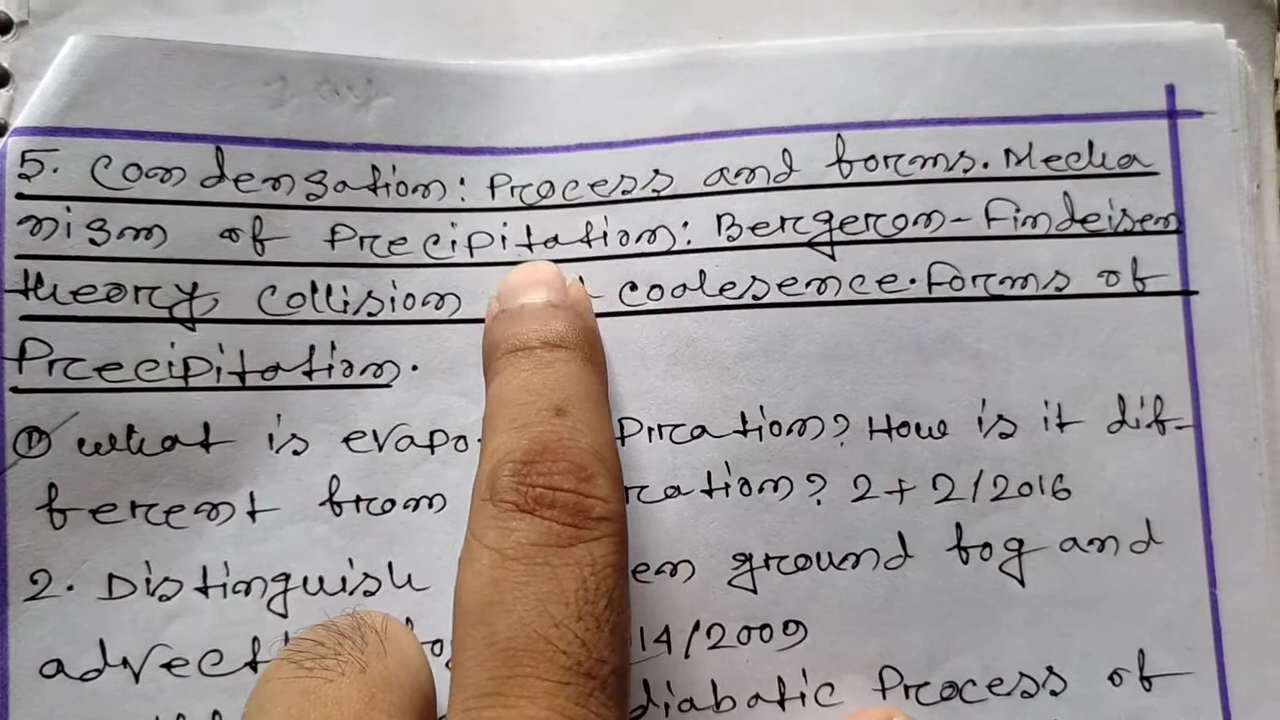 5. Condensation: Process and forms. Mecha
nism of Precipitation: Bergeron-Findeisen
theory, Collision coalesence. Forms of
Precipitation.
① What is evapo piration? How is it dif-
ferent from ration? 2+2/2016
2. Distinguish en ground fog and
advect 14/2009
diabatic Process of